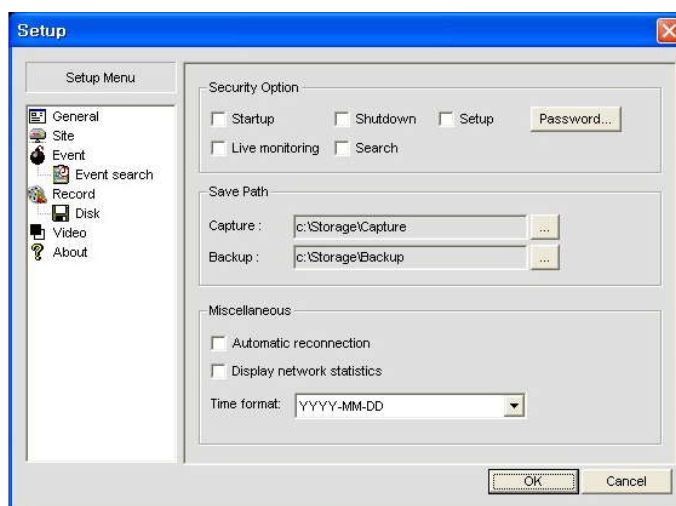 Setup
Setup Menu
General
Site
Event
Event search
Record
Disk
Video
About
Security Option
Startup
Shutdown
Setup
Password...
Live monitoring
Search
Save Path
Capture :
c:\Storage\Capture
...
Backup :
c:\Storage\Backup
...
Miscellaneous
Automatic reconnection
Display network statistics
Time format:
YYYY-MM-DD
OK
Cancel